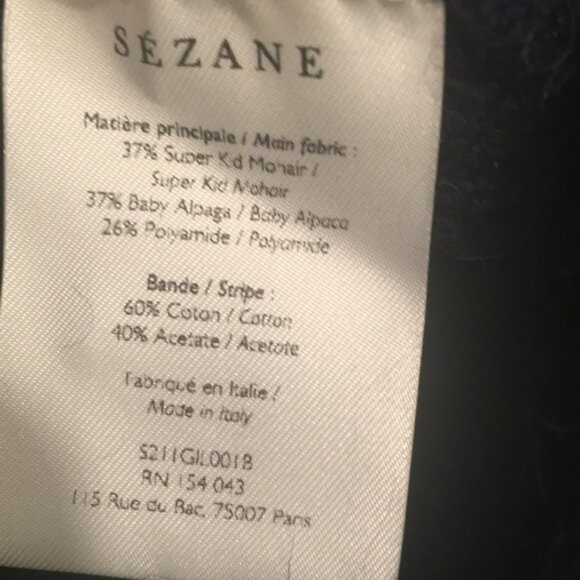 SÉZANE
Matière principale / Main fabric :
37% Super Kid Mohair /
Super Kid Mohair
37% Baby Alpaga / Baby Alpaca
26% Polyamide / Polyamide
Bande / Stripe :
60% Coton / Cotton
40% Acetate / Acetate
Fabriqué en Italie /
Made in Italy
S211GIL001B
RN 154 043
115 Rue du Bac, 75007 Paris